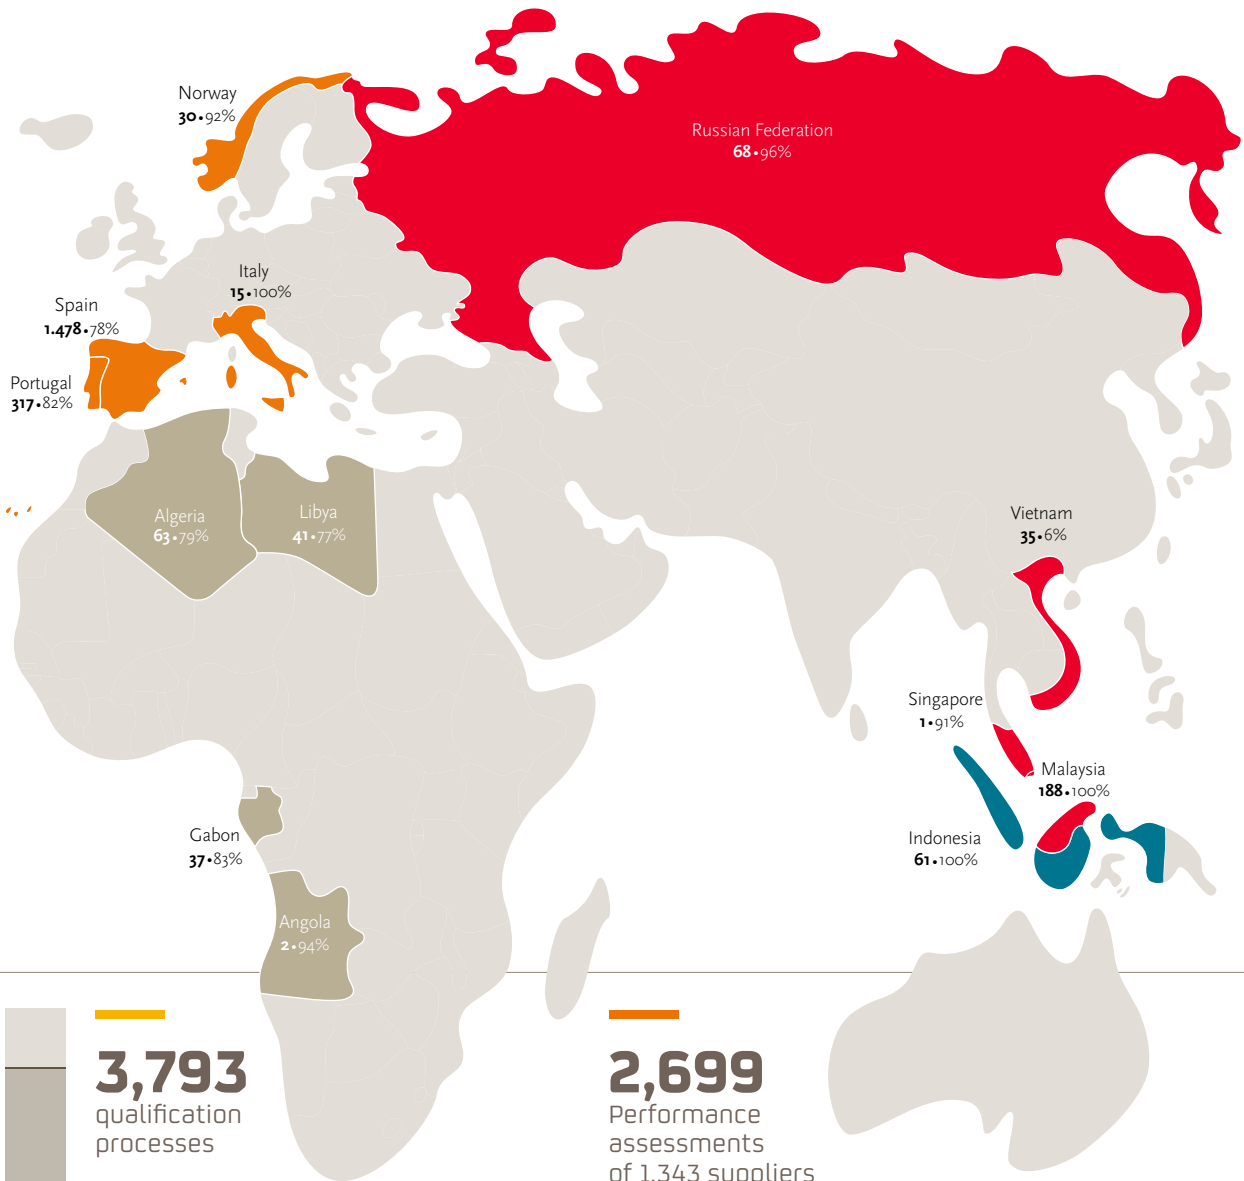 Norway
30•92%
Russian Federation
68•96%
Italy
15•100%
Spain
1.478•78%
Portugal
317•82%
Algeria
63•79%
Libya
41•77%
Vietnam
35•6%
Singapore
1•91%
Malaysia
188•100%
Indonesia
61•100%
Gabon
37•83%
Angola
2•94%
3,793
qualification
processes
2,699
Performance
assessments
of 1.343 suppliers